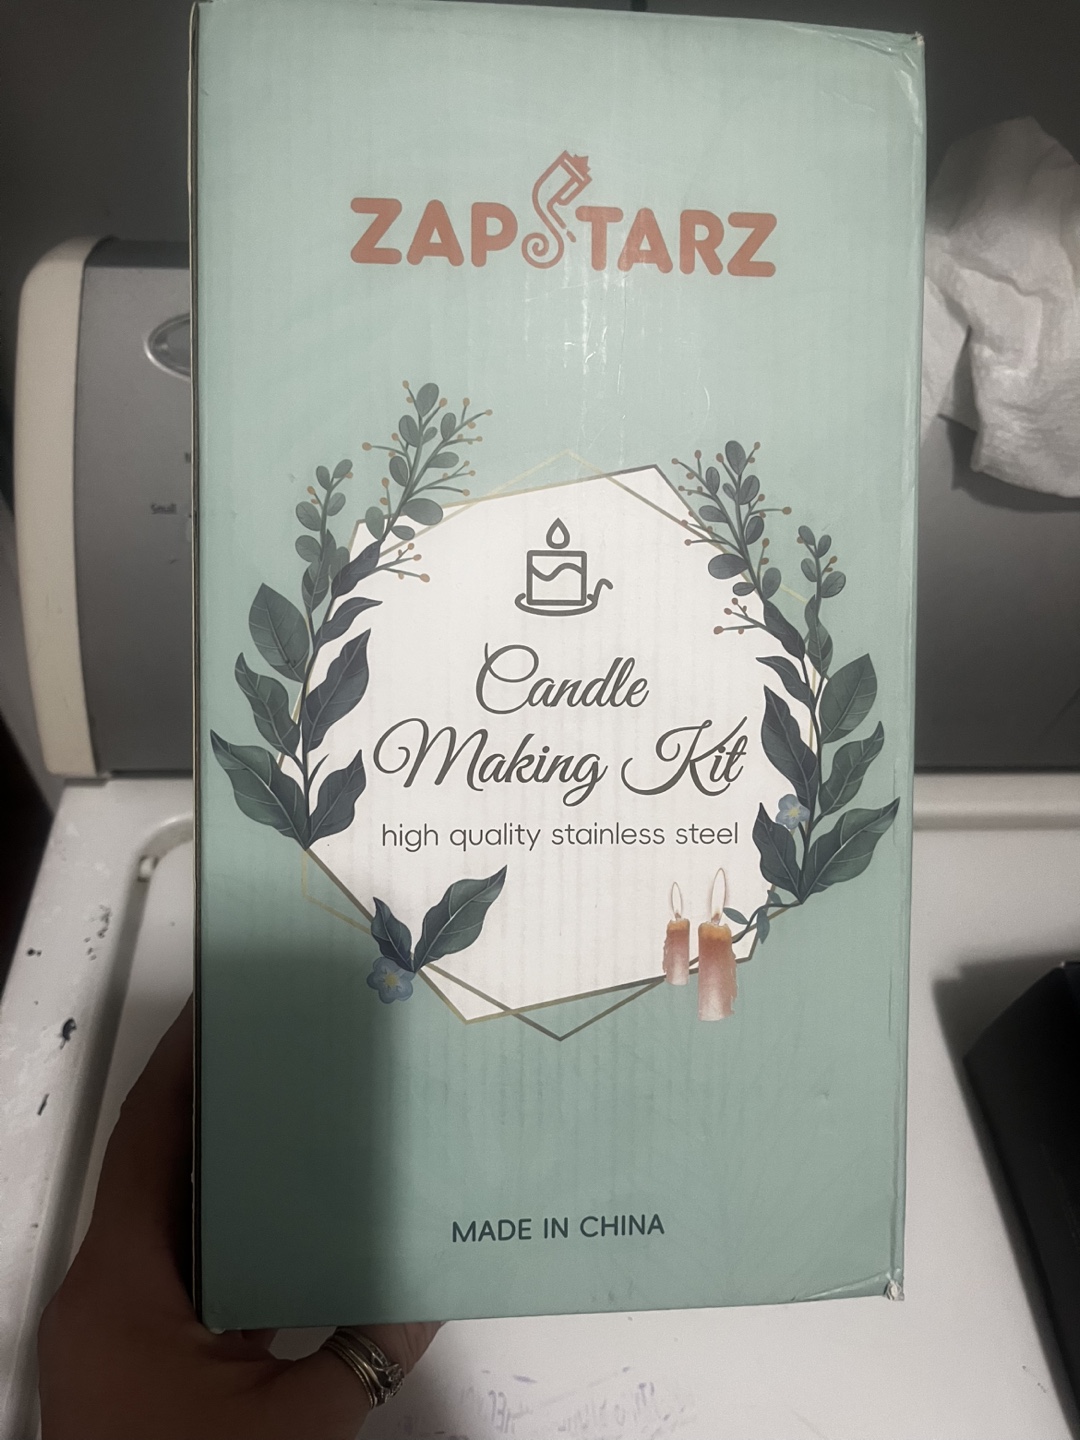 ZAPSTARZ
Candle
Making Kit
high quality stainless steel
MADE IN CHINA